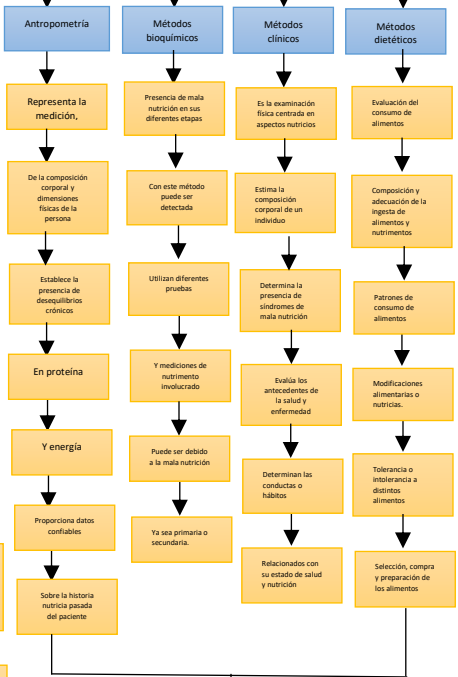 Antropometría
Representa la
medición,
De la composición
corporal y
dimensiones
físicas de la
persona
Establece la
presencia de
desequilibrios
crónicos
En proteína
Y energía
Proporciona datos
confiables
Sobre la historia
nutricia pasada
del paciente
Métodos
bioquímicos
Presencia de mala
nutrición en sus
diferentes etapas
Con este método
puede ser
detectada
Utilizan diferentes
pruebas
Y mediciones de
nutrimento
involucrado
Puede ser debido
a la mala nutrición
Ya sea primaria o
secundaria.
Métodos
clínicos
Es la examinación
física centrada en
aspectos nutricios
Estima la
composición
corporal de un
individuo
Determina la
presencia de
síndromes de
mala nutrición
Evalúa los
antecedentes de
la salud y
enfermedad
Determinan las
conductas o
hábitos
Relacionados con
su estado de salud
y nutrición
Métodos
dietéticos
Evaluación del
consumo de
alimentos
Composición y
adecuación de la
ingesta de
alimentos y
nutrimentos
Patrones de
consumo de
alimentos
Modificaciones
alimentarias o
nutricias.
Tolerancia o
intolerancia a
distintos
alimentos
Selección, compra
y preparación de
los alimentos